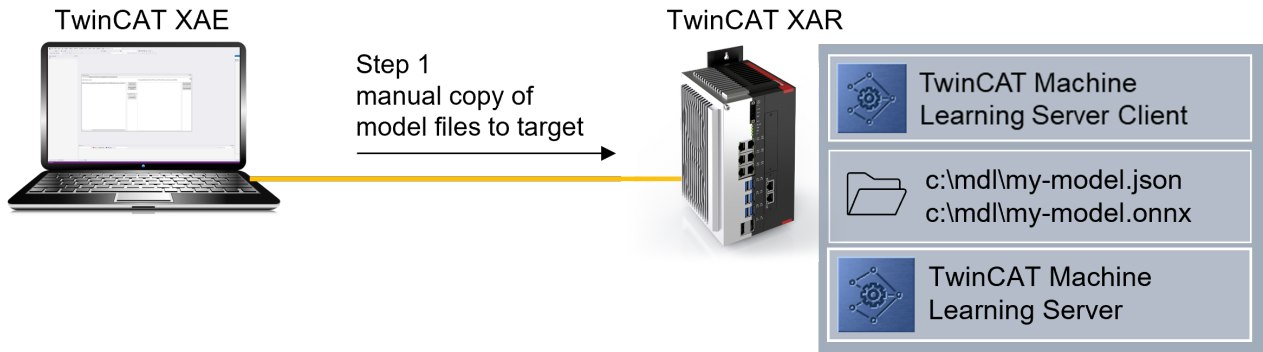 TwinCAT XAE
TwinCAT XAR
Step 1
manual copy of
model files to target
TwinCAT Machine
Learning Server Client
c:\mdl\my-model.json
c:\mdl\my-model.onnx
TwinCAT Machine
Learning Server